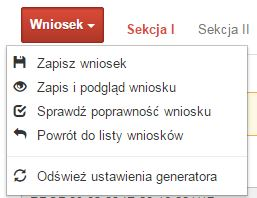 Wniosek
Sekcja I
Sekcja II
Zapisz wniosek
Zapis i podgląd wniosku
Sprawdź poprawność wniosku
Powrót do listy wniosków
Odśwież ustawienia generatora